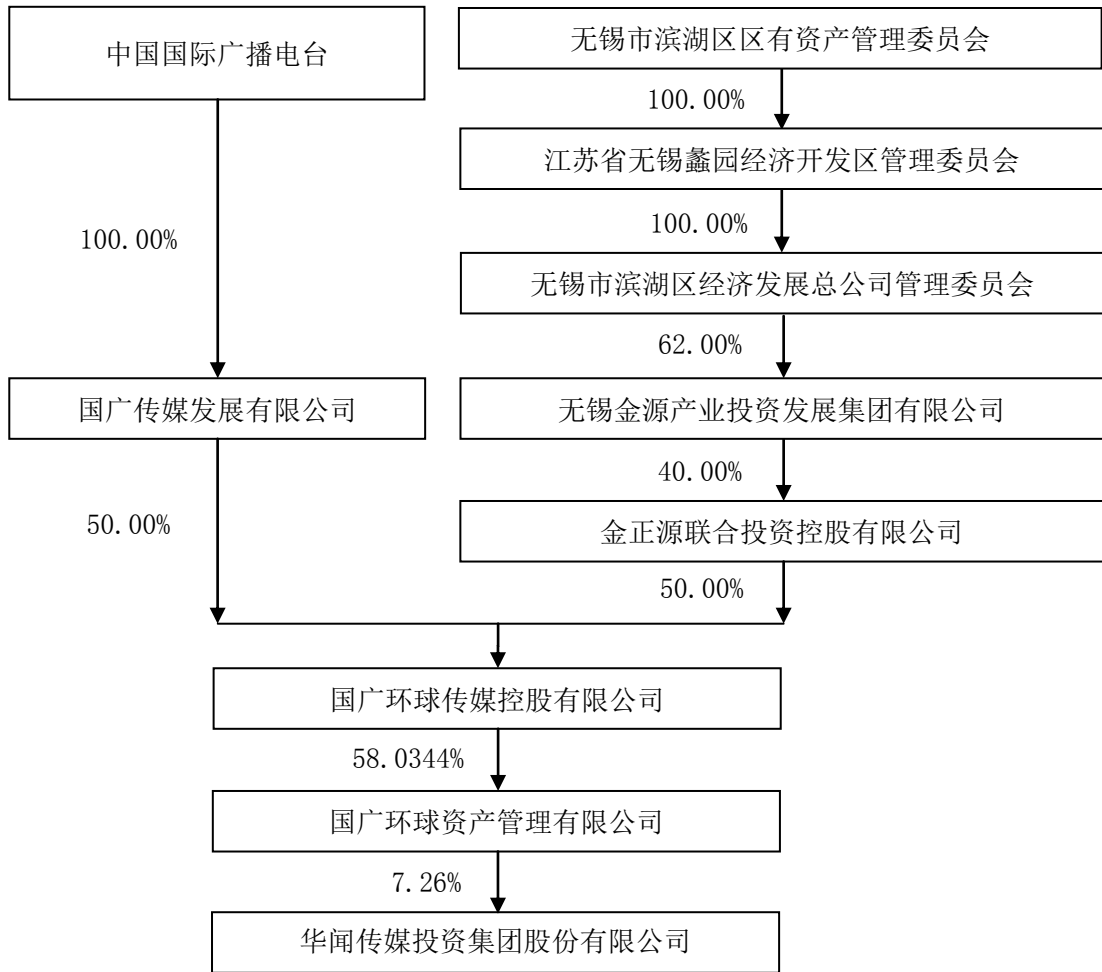 中国国际广播电台
无锡市滨湖区区有资产管理委员会
100.00%
江苏省无锡蠡园经济开发区管理委员会
100.00%
100.00%
无锡市滨湖区经济发展总公司管理委员会
62.00%
国广传媒发展有限公司
无锡金源产业投资发展集团有限公司
40.00%
50.00%
金正源联合投资控股有限公司
50.00%
国广环球传媒控股有限公司
58.0344%
国广环球资产管理有限公司
7.26%
华闻传媒投资集团股份有限公司